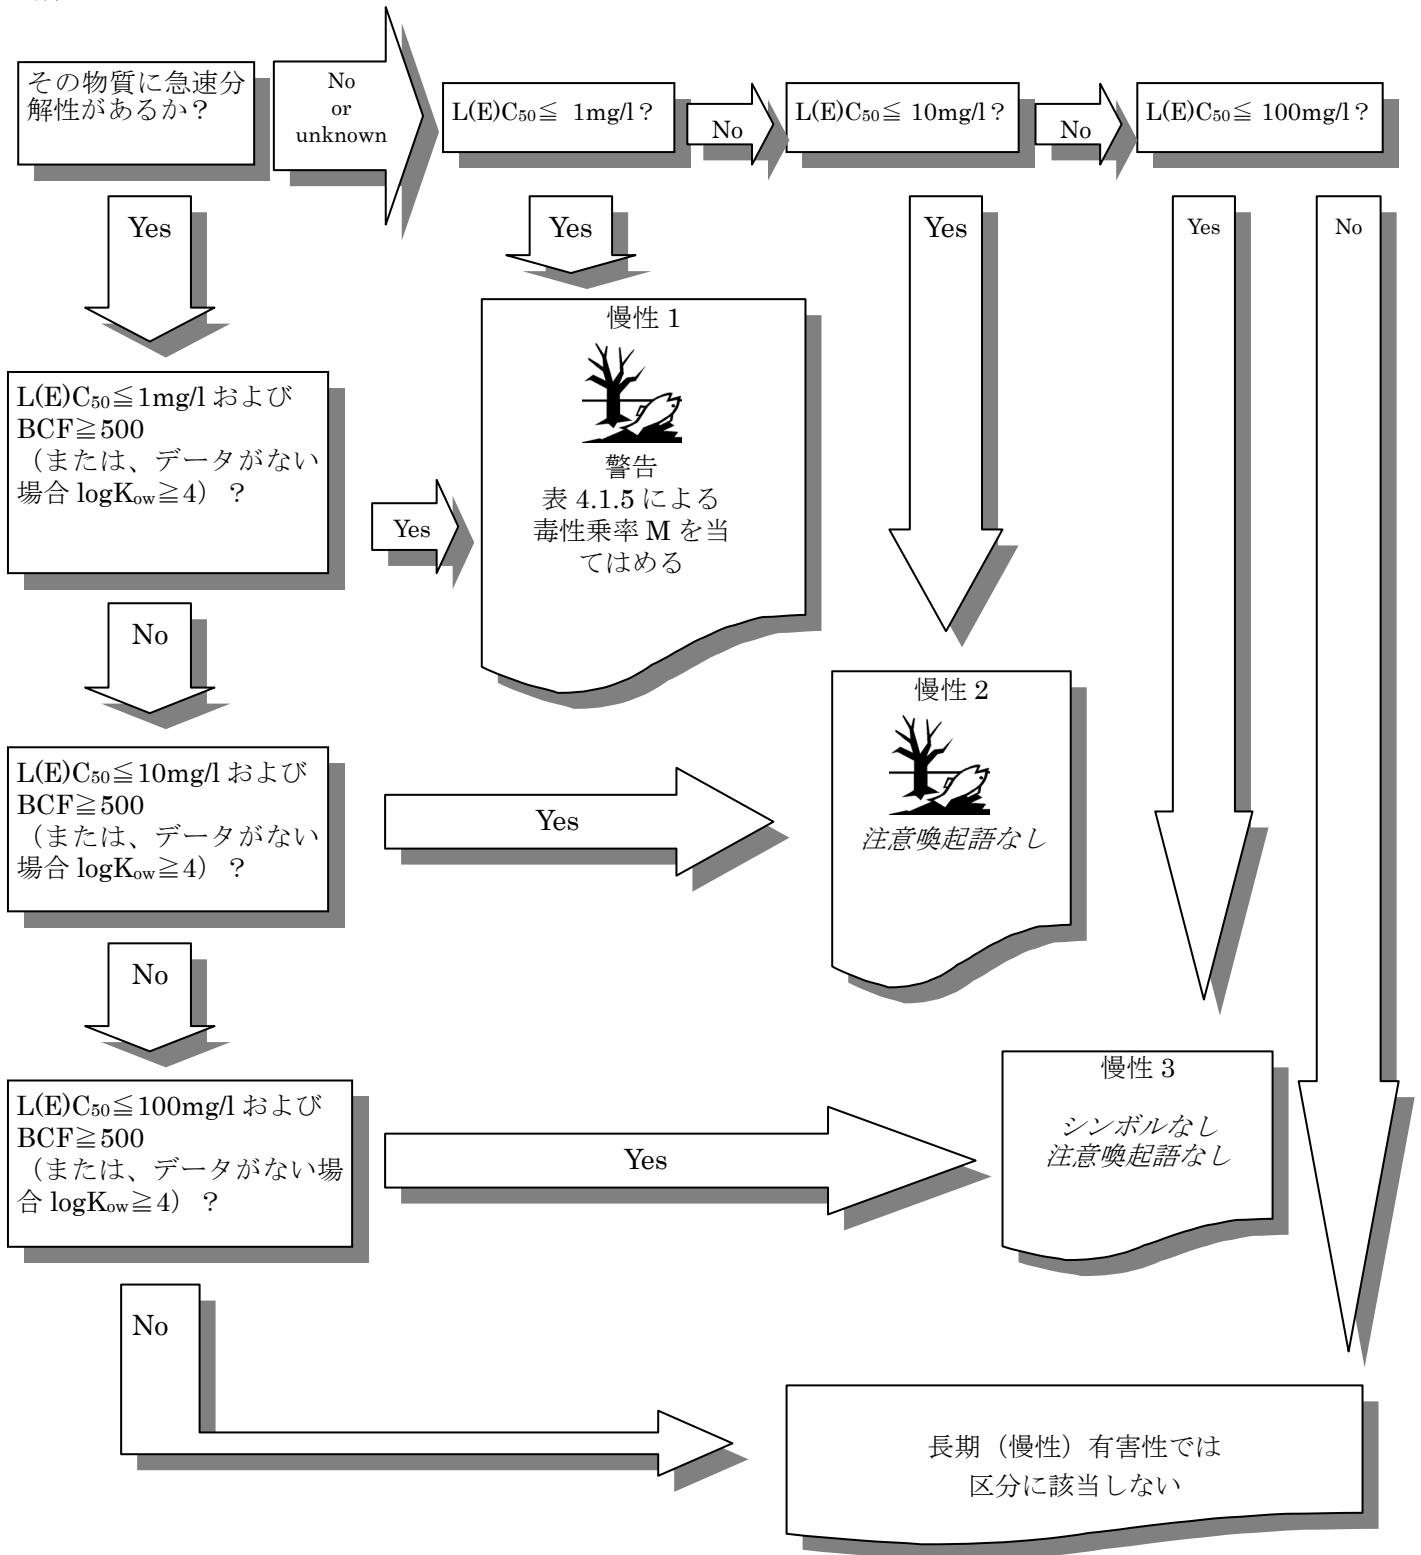 その物質に急速分
解性があるか？
No
or
unknown
L(E)C₅₀≦ 1mg/l？
No
L(E)C₅₀≦ 10mg/l？
No
L(E)C₅₀≦ 100mg/l？
Yes
Yes
Yes
Yes
No
慢性 1
警告
表 4.1.5 による
毒性乗率 M を当
てはめる
L(E)C₅₀≦1mg/l および
BCF≧500
（または、データがない
場合 logKow≧4）？
Yes
No
慢性 2
注意喚起語なし
L(E)C₅₀≦10mg/l および
BCF≧500
（または、データがない
場合 logKow≧4）？
Yes
No
慢性 3
シンボルなし
注意喚起語なし
L(E)C₅₀≦100mg/l および
BCF≧500
（または、データがない場
合 logKow≧4）？
Yes
No
長期（慢性）有害性では
区分に該当しない